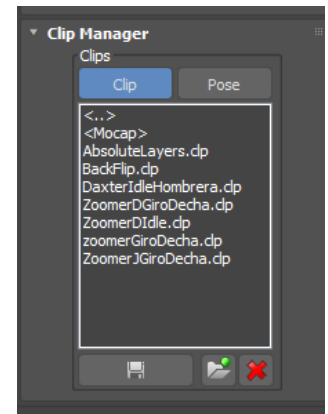 Clip Manager
Clips
Clip Pose
<..>
<Mocap>
AbsoluteLayers.clp
BackFlip.clp
DaxterIdleHombrera.clp
ZoomerDGiroDecha.clp
ZoomerDIdle.clp
zoomerGiroDecha.clp
ZoomerJGiroDecha.clp